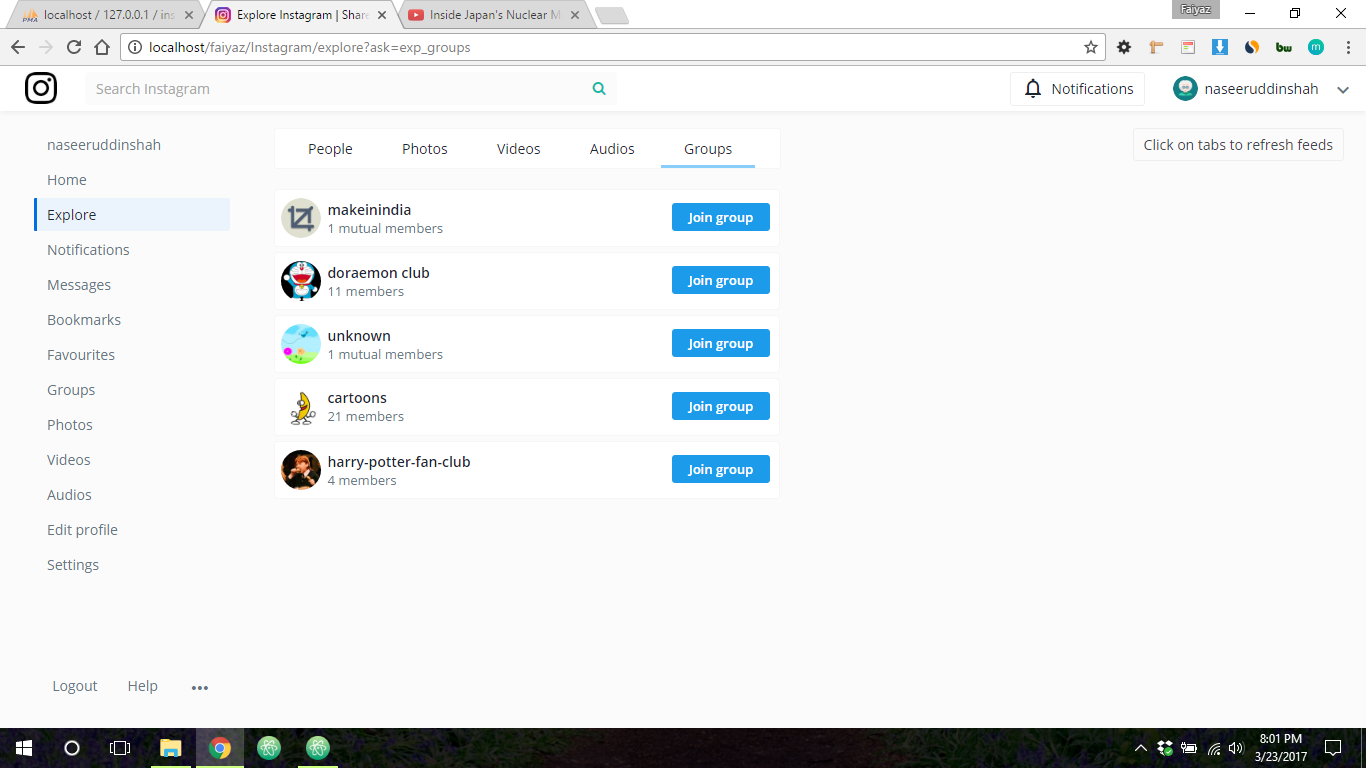 Faiyaz
localhost / 127.0.0.1 / ins
Explore Instagram | Share
Inside Japan's Nuclear M
localhost/faiyaz/Instagram/explore?ask=exp_groups
bw
m
Search Instagram
Notifications
naseeruddinshah
naseeruddinshah
Home
Explore
Notifications
Messages
Bookmarks
Favourites
Groups
Photos
Videos
Audios
Edit profile
Settings
Logout Help
People Photos Videos Audios Groups
Click on tabs to refresh feeds
makeinindia
1 mutual members
Join group
doraemon club
11 members
Join group
unknown
1 mutual members
Join group
cartoons
21 members
Join group
harry-potter-fan-club
4 members
Join group
8:01 PM
3/23/2017